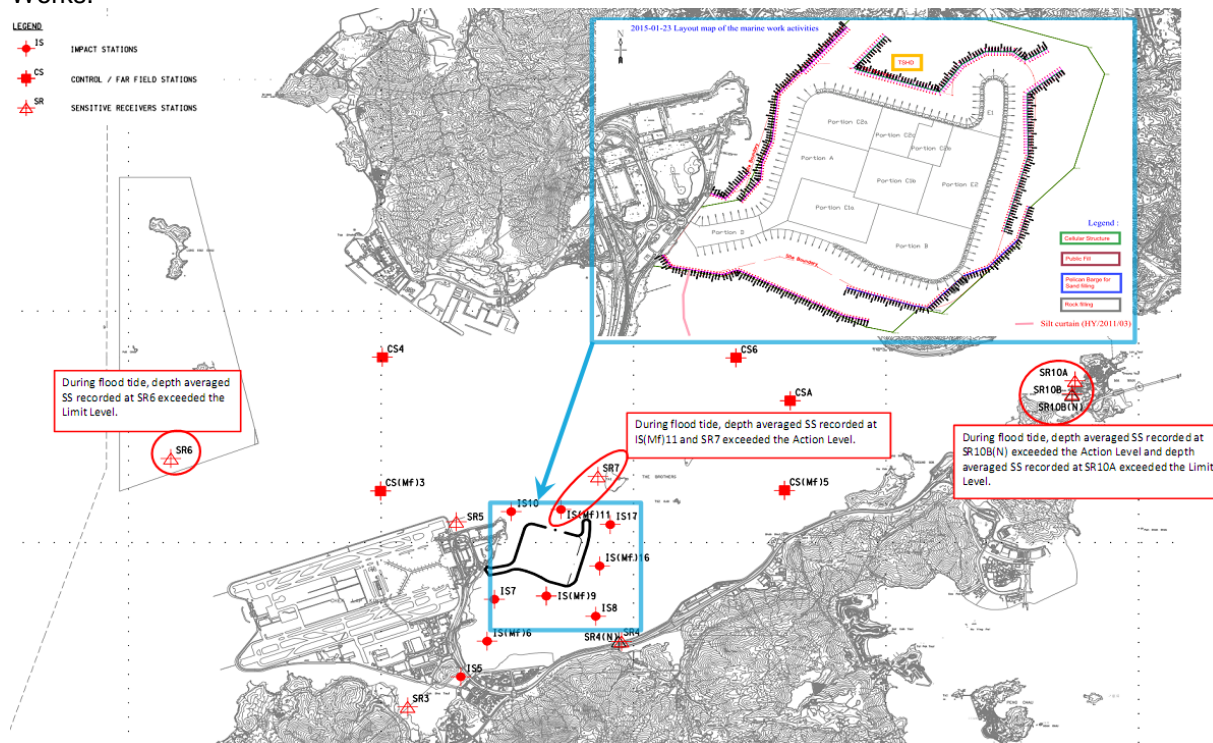 Works.
LEGEND
IS IMPACT STATIONS
CS CONTROL / FAR FIELD STATIONS
SR SENSITIVE RECEIVERS STATIONS
2015-01-23 Layout map of the marine work activities
N
TSHD
E1
Portion C2a
Portion C2c
Portion A
Portion C1b
Portion E2
Portion C1a
Portion D
Portion B
Site Boundary
Legend :
Cellular Structure
Public Fill
Pelican Barge for
Sand filling
Rock filling
Silt curtain (HY/2011/03)
CS4
CS6
CSA
SR10A
SR10B
SR10B(N)
During flood tide, depth averaged
SS recorded at SR6 exceeded the
Limit Level.
During flood tide, depth averaged SS recorded at
IS(Mf)11 and SR7 exceeded the Action Level.
During flood tide, depth averaged SS recorded at
SR10B(N) exceeded the Action Level and depth
averaged SS recorded at SR10A exceeded the Limit
Level.
SR6
SR7
THE BROTHERS
CS(Mf)3
CS(Mf)5
IS10
IS(Mf)11
IS17
SR5
IS(Mf)16
IS7
IS(Mf)9
IS8
IS(Mf)6
SR4(N)
SR4
IS5
SR3